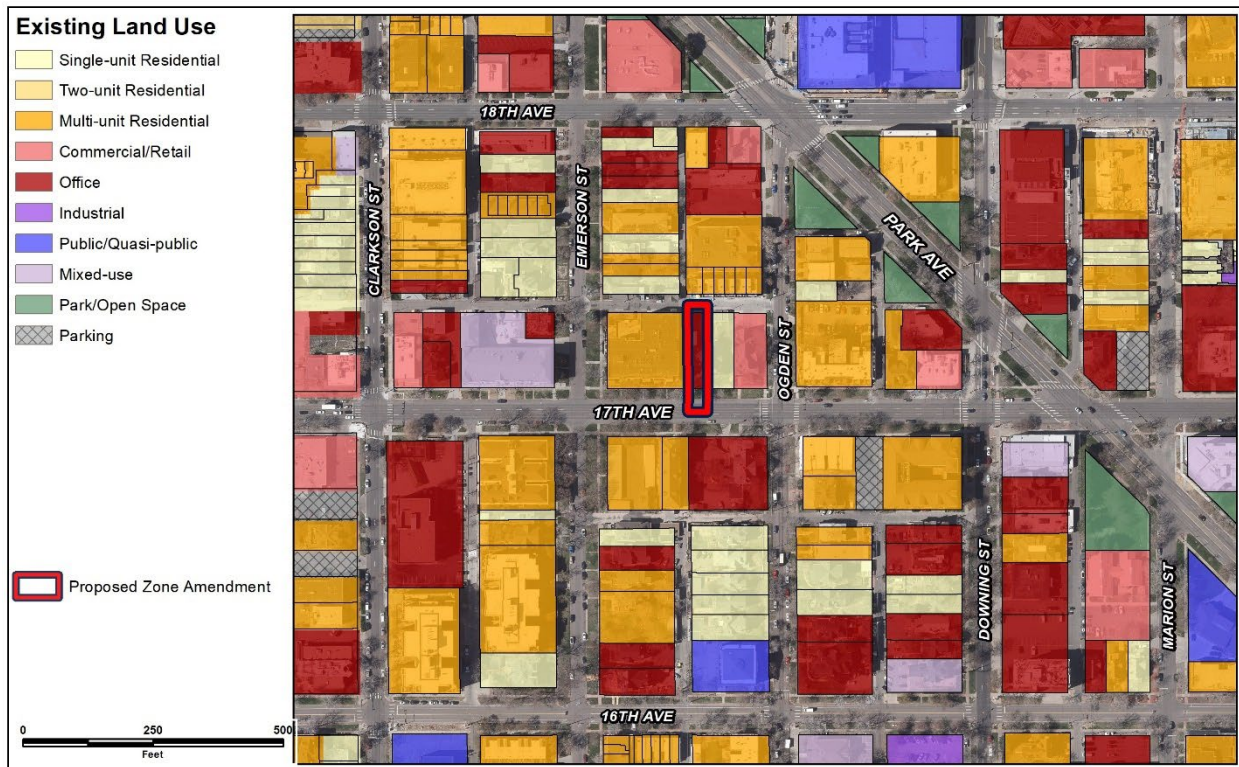 Existing Land Use
Single-unit Residential
Two-unit Residential
Multi-unit Residential
Commercial/Retail
Office
Industrial
Public/Quasi-public
Mixed-use
Park/Open Space
Parking
Proposed Zone Amendment
0 250 500
Feet
18TH AVE
CLARKSON ST
EMERSON ST
PARK AVE
OGDEN ST
17TH AVE
DOWNING ST
MARION ST
16TH AVE